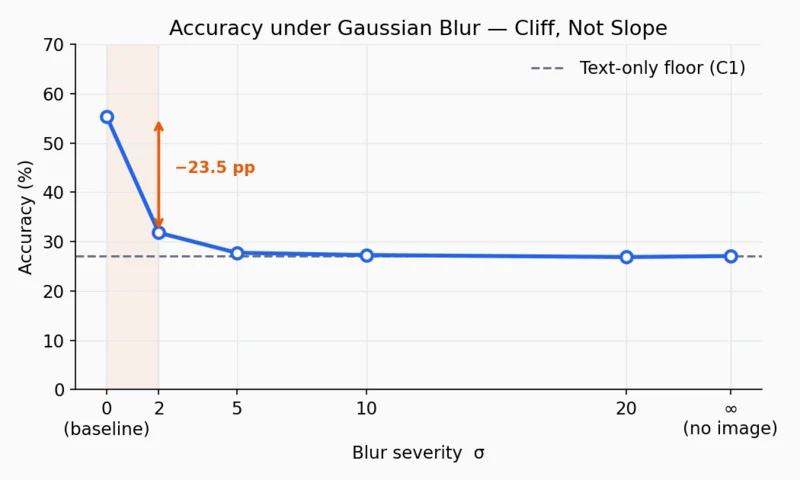 Accuracy under Gaussian Blur — Cliff, Not Slope
Text-only floor (C1)
−23.5 pp
Accuracy (%)
70
60
50
40
30
20
10
0
0 2 5 10 20 ∞
(baseline) (no image)
Blur severity σ